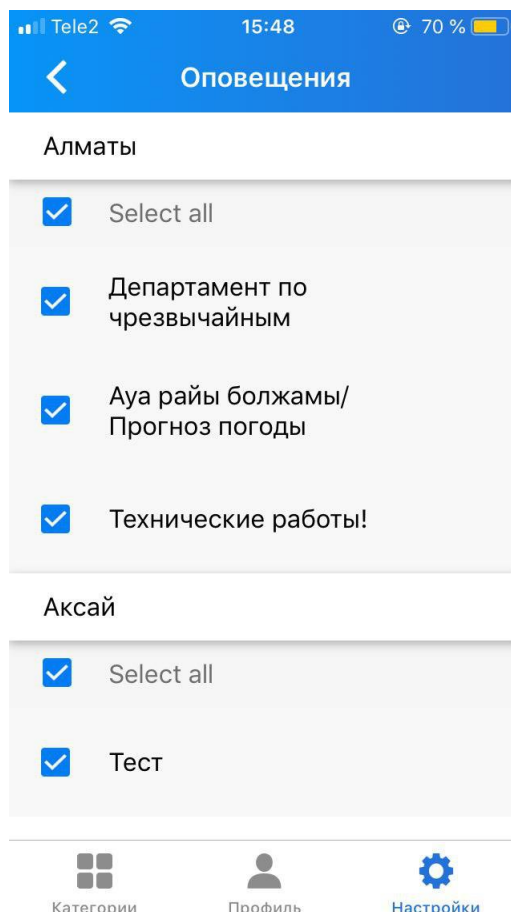 Tele2 15:48 70 %
Оповещения
Алматы
Select all
Департамент по
чрезвычайным
Ауа райы болжамы/
Прогноз погоды
Технические работы!
Аксай
Select all
Тест
Категории Профиль Настройки